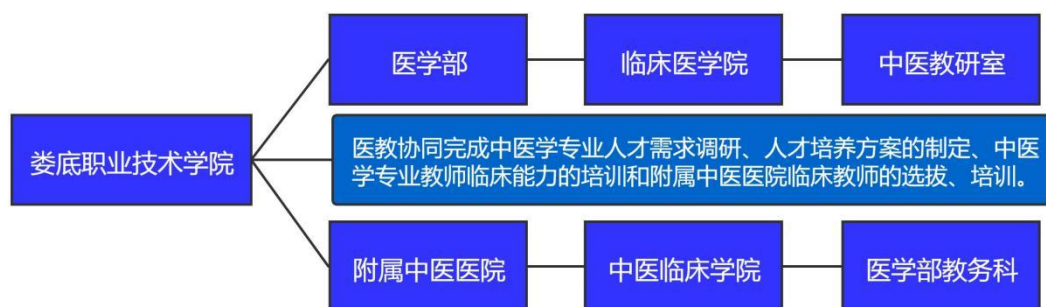 医学部
临床医学院
中医教研室
娄底职业技术学院
医教协同完成中医学专业人才需求调研、人才培养方案的制定、中医
学专业教师临床能力的培训和附属中医医院临床教师的选拔、培训。
附属中医医院
中医临床学院
医学部教务科